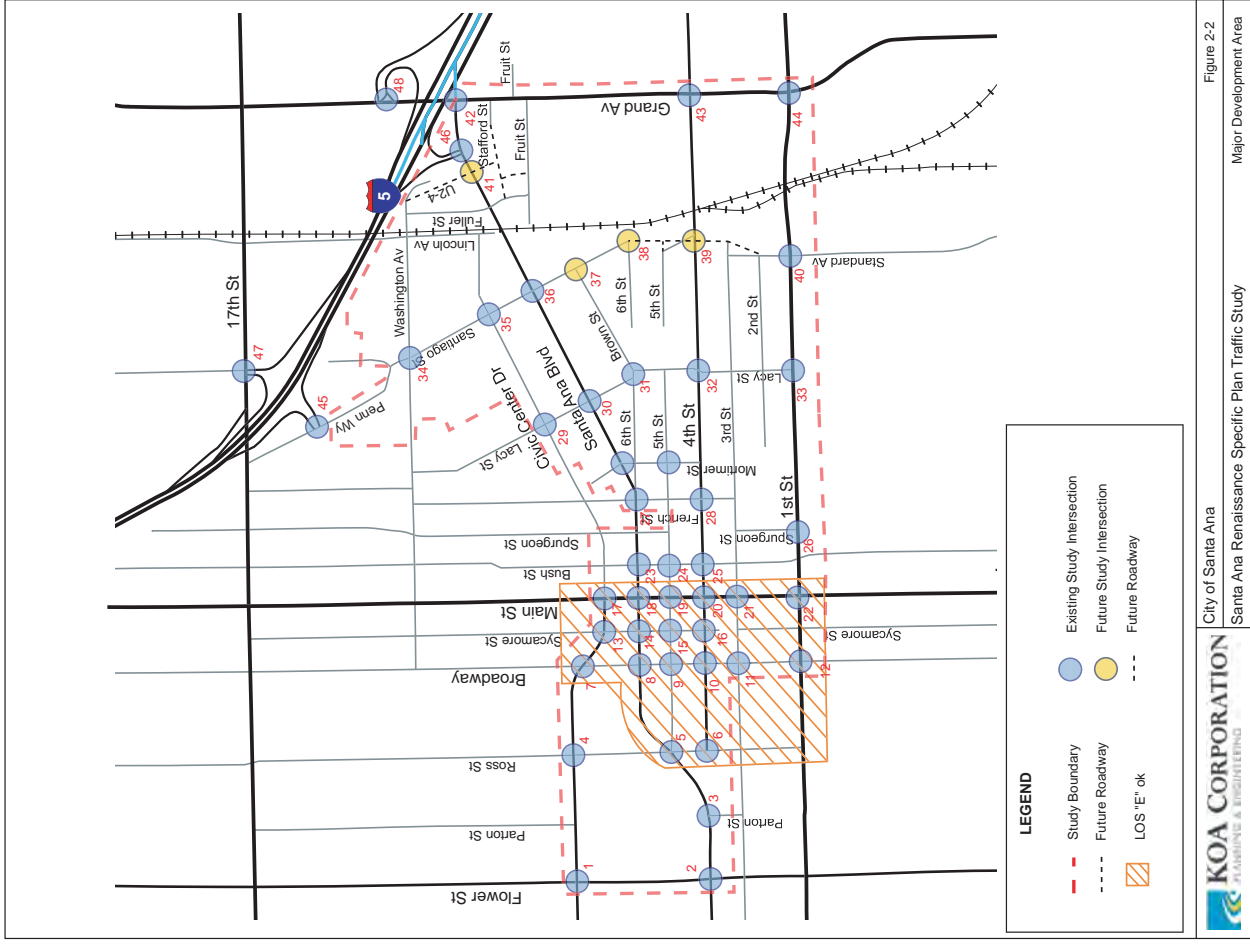 17th St
Washington Av
Penn Wy
Santiago St
Lincoln Av
Fuller St
U2-4
Stafford St
Fruit St
Fruit St
Grand Av
5
Civic Center Dr
Santa Ana Blvd
Brown St
Lacy St
Lacy St
6th St
6th St
5th St
5th St
4th St
3rd St
2nd St
1st St
Standard Av
Mortimer St
French St
Spurgeon St
Spurgeon St
Bush St
Main St
Sycamore St
Sycamore St
Broadway
Ross St
Parton St
Parton St
Flower St
1
2
3
4
5
6
7
8
9
10
11
12
13
14
15
16
17
18
19
20
21
22
23
24
25
26
27
28
29
30
31
32
33
34
35
36
37
38
39
40
41
42
43
44
45
46
47
48
LEGEND
Study Boundary
Future Roadway
LOS "E" ok
Existing Study Intersection
Future Study Intersection
Future Roadway
KOA CORPORATION
PLANNING & ENGINEERING
City of Santa Ana
Figure 2-2
Santa Ana Renaissance Specific Plan Traffic Study
Major Development Area